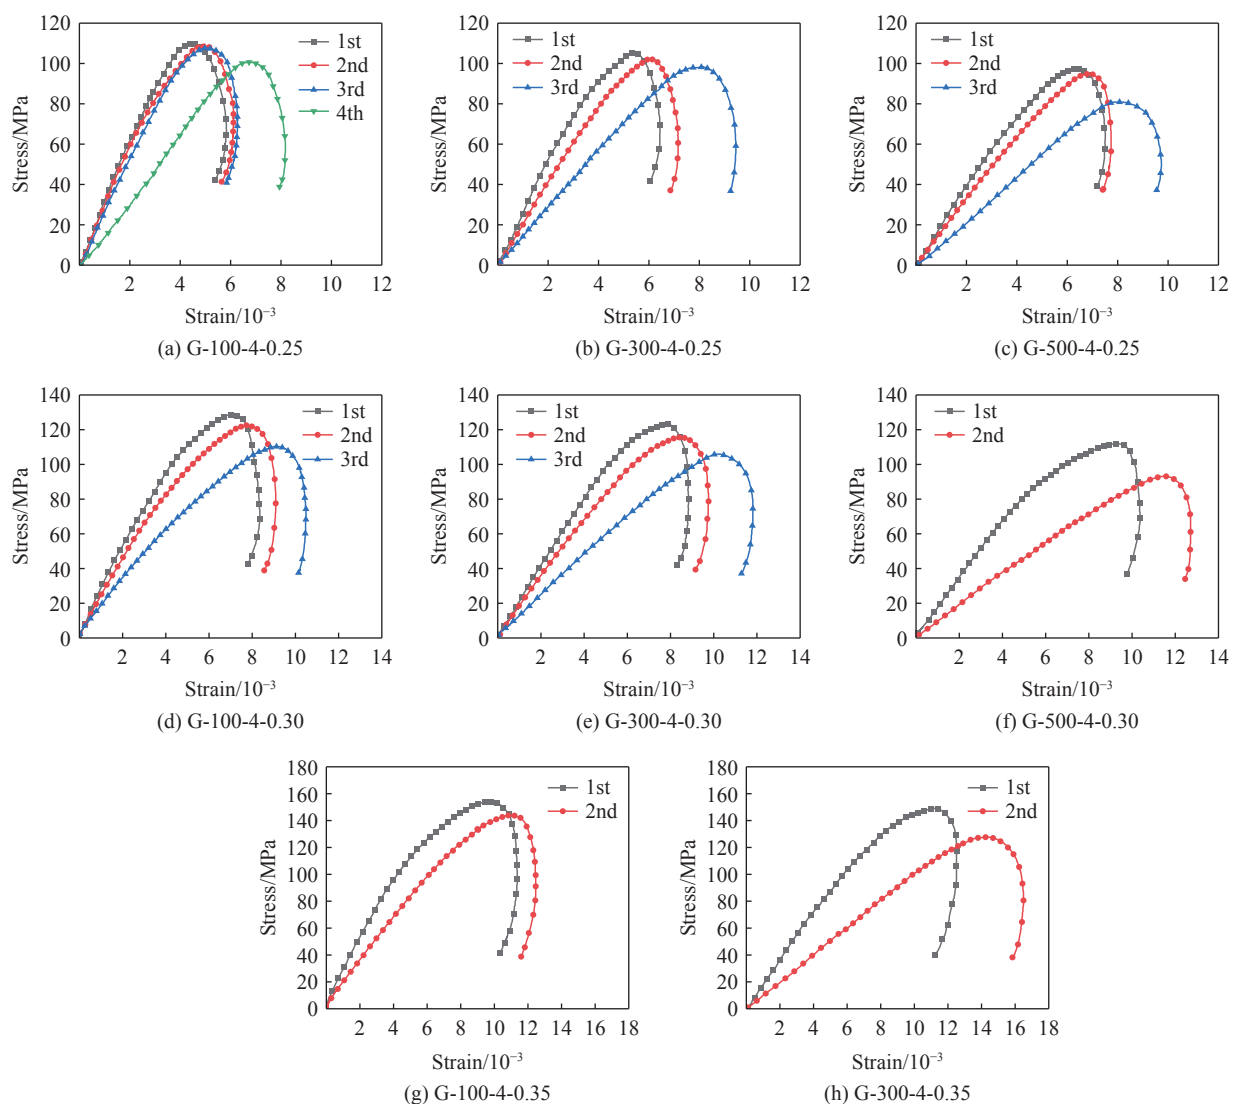 120
100
80
60
40
20
0
Stress/MPa
1st
2nd
3rd
4th
2 4 6 8 10 12
Strain/10⁻³
(a) G-100-4-0.25
120
100
80
60
40
20
0
Stress/MPa
1st
2nd
3rd
2 4 6 8 10 12
Strain/10⁻³
(b) G-300-4-0.25
120
100
80
60
40
20
0
Stress/MPa
1st
2nd
3rd
2 4 6 8 10 12
Strain/10⁻³
(c) G-500-4-0.25
140
120
100
80
60
40
20
0
Stress/MPa
1st
2nd
3rd
2 4 6 8 10 12 14
Strain/10⁻³
(d) G-100-4-0.30
140
120
100
80
60
40
20
0
Stress/MPa
1st
2nd
3rd
2 4 6 8 10 12 14
Strain/10⁻³
(e) G-300-4-0.30
140
120
100
80
60
40
20
0
Stress/MPa
1st
2nd
2 4 6 8 10 12 14
Strain/10⁻³
(f) G-500-4-0.30
180
160
140
120
100
80
60
40
20
0
Stress/MPa
1st
2nd
2 4 6 8 10 12 14 16 18
Strain/10⁻³
(g) G-100-4-0.35
180
160
140
120
100
80
60
40
20
0
Stress/MPa
1st
2nd
2 4 6 8 10 12 14 16 18
Strain/10⁻³
(h) G-300-4-0.35